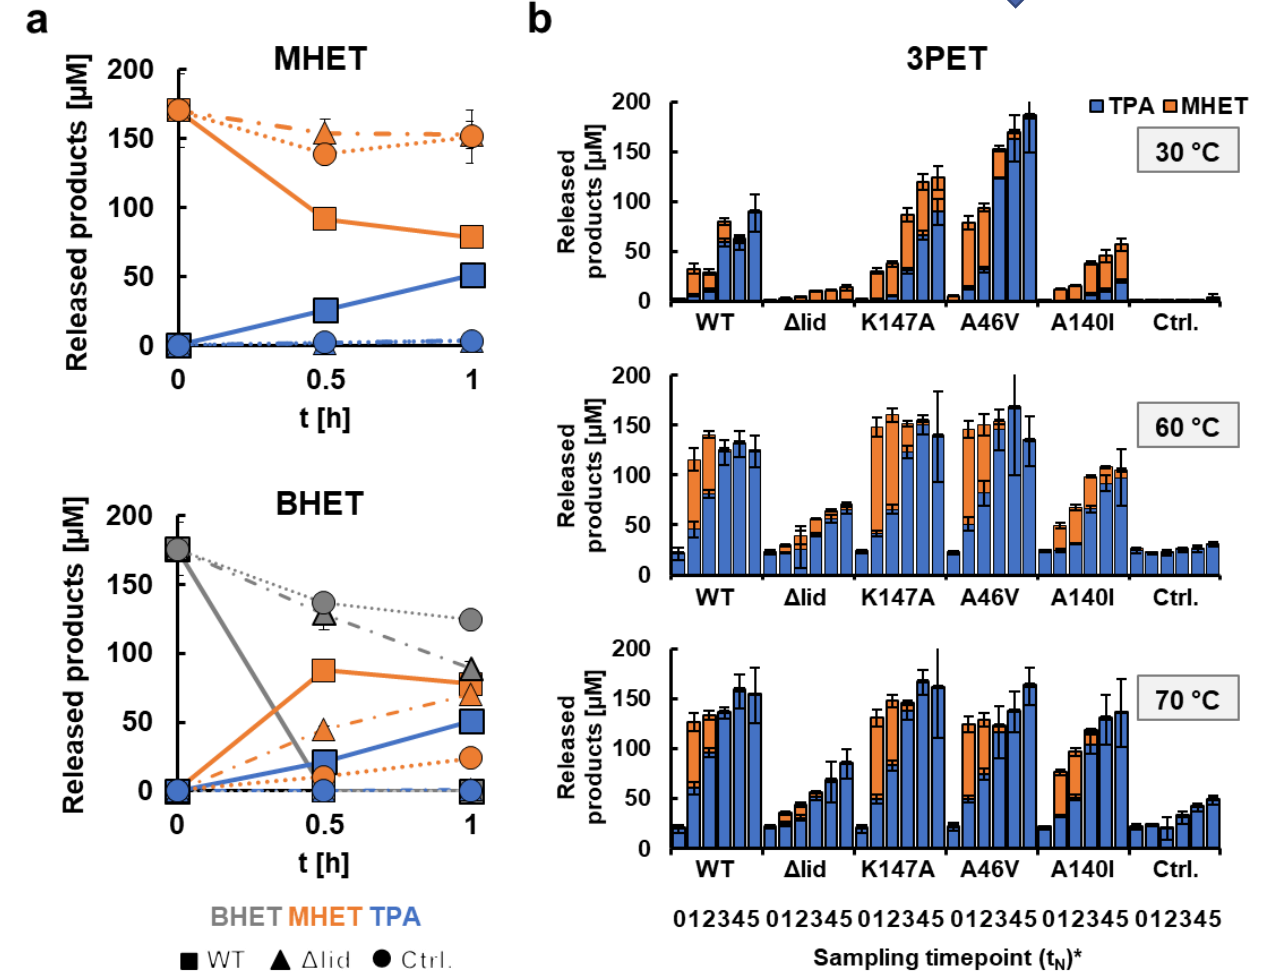 a
MHET
Released products [µM]
200
150
100
50
0
0 0.5 1
t [h]
BHET
Released products [µM]
200
150
100
50
0
0 0.5 1
t [h]
BHET MHET TPA
WT Δlid Ctrl.
b
3PET
TPA MHET
30 °C
Released
products [µM]
200
150
100
50
0
WT Δlid K147A A46V A140I Ctrl.
60 °C
Released
products [µM]
200
150
100
50
0
WT Δlid K147A A46V A140I Ctrl.
70 °C
Released
products [µM]
200
150
100
50
0
WT Δlid K147A A46V A140I Ctrl.
012345 012345 012345 012345 012345 012345
Sampling timepoint (tN)*